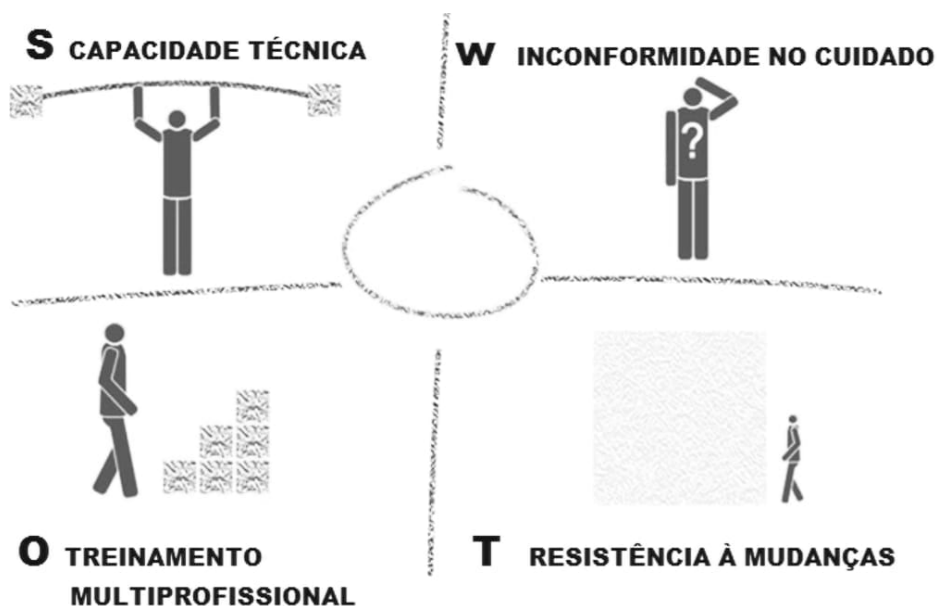 S CAPACIDADE TÉCNICA
W INCONFORMIDADE NO CUIDADO
?
O TREINAMENTO
MULTIPROFISSIONAL
T RESISTÊNCIA À MUDANÇAS